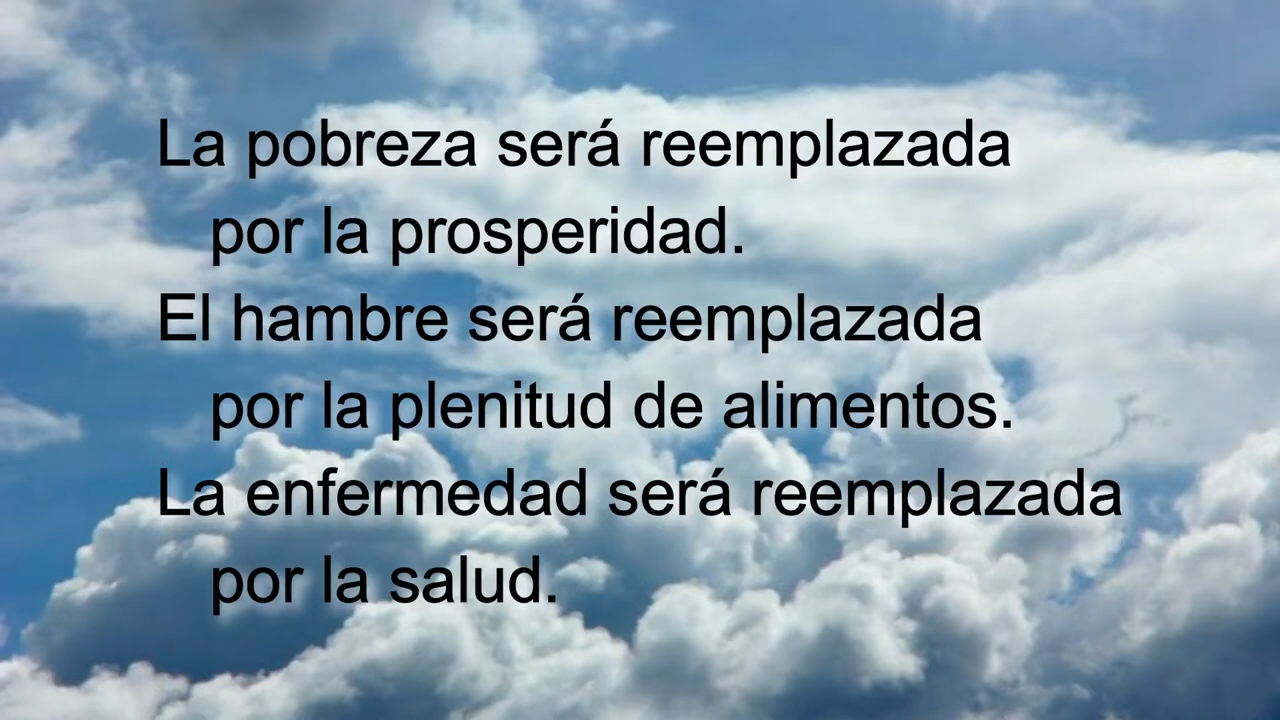 La pobreza será reemplazada
por la prosperidad.
El hambre será reemplazada
por la plenitud de alimentos.
La enfermedad será reemplazada
por la salud.